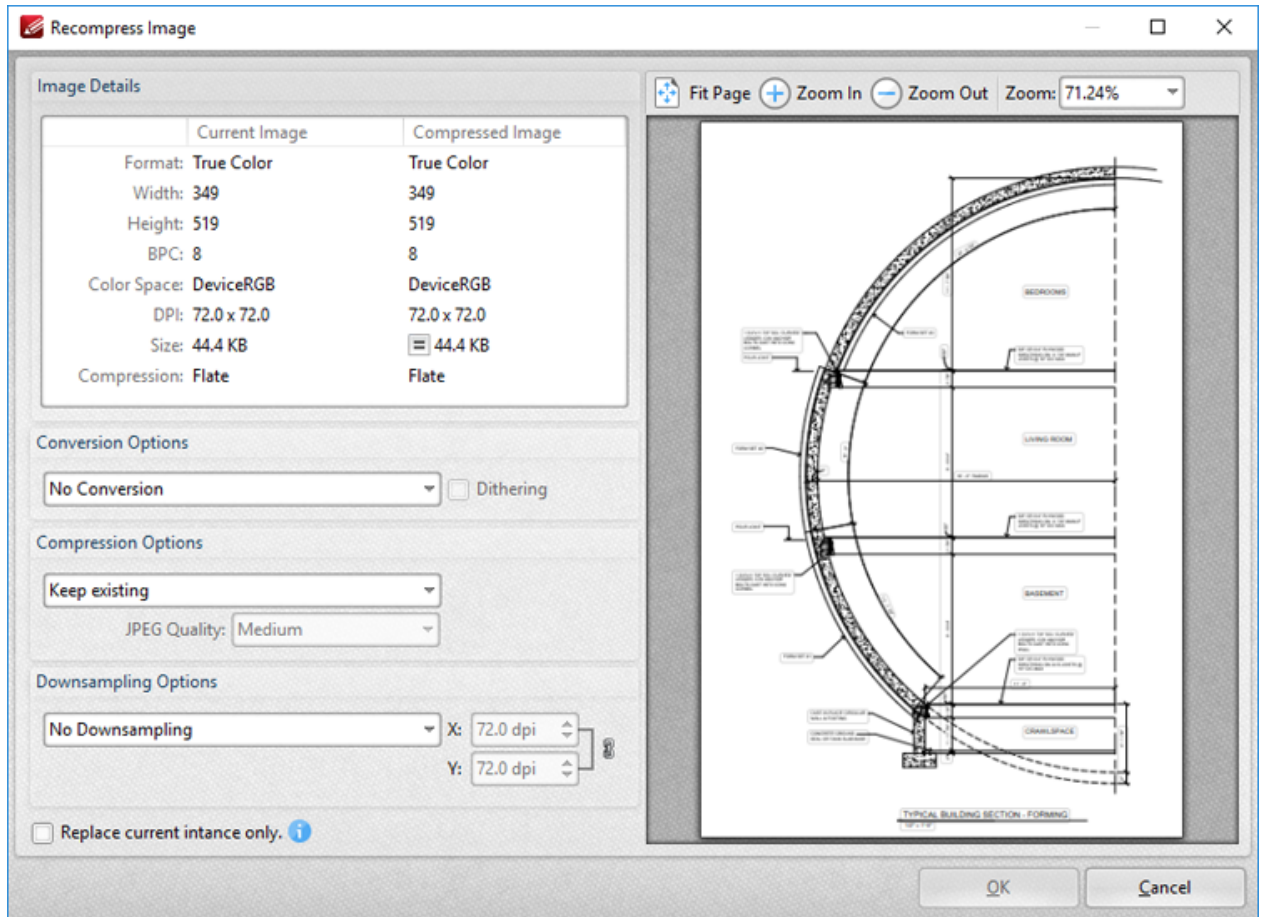 Recompress Image
Image Details
Fit Page Zoom In Zoom Out Zoom: 71.24%
Current Image Compressed Image
Format: True Color True Color
Width: 349 349
Height: 519 519
BPC: 8 8
Color Space: DeviceRGB DeviceRGB
DPI: 72.0 x 72.0 72.0 x 72.0
Size: 44.4 KB = 44.4 KB
Compression: Flate Flate
Conversion Options
No Conversion Dithering
Compression Options
Keep existing
JPEG Quality: Medium
Downsampling Options
No Downsampling X: 72.0 dpi
Y: 72.0 dpi
Replace current intance only.
BEDROOMS
LIVING ROOM
BASEMENT
CRAWLSPACE
TYPICAL BUILDING SECTION - FORMING
OK Cancel